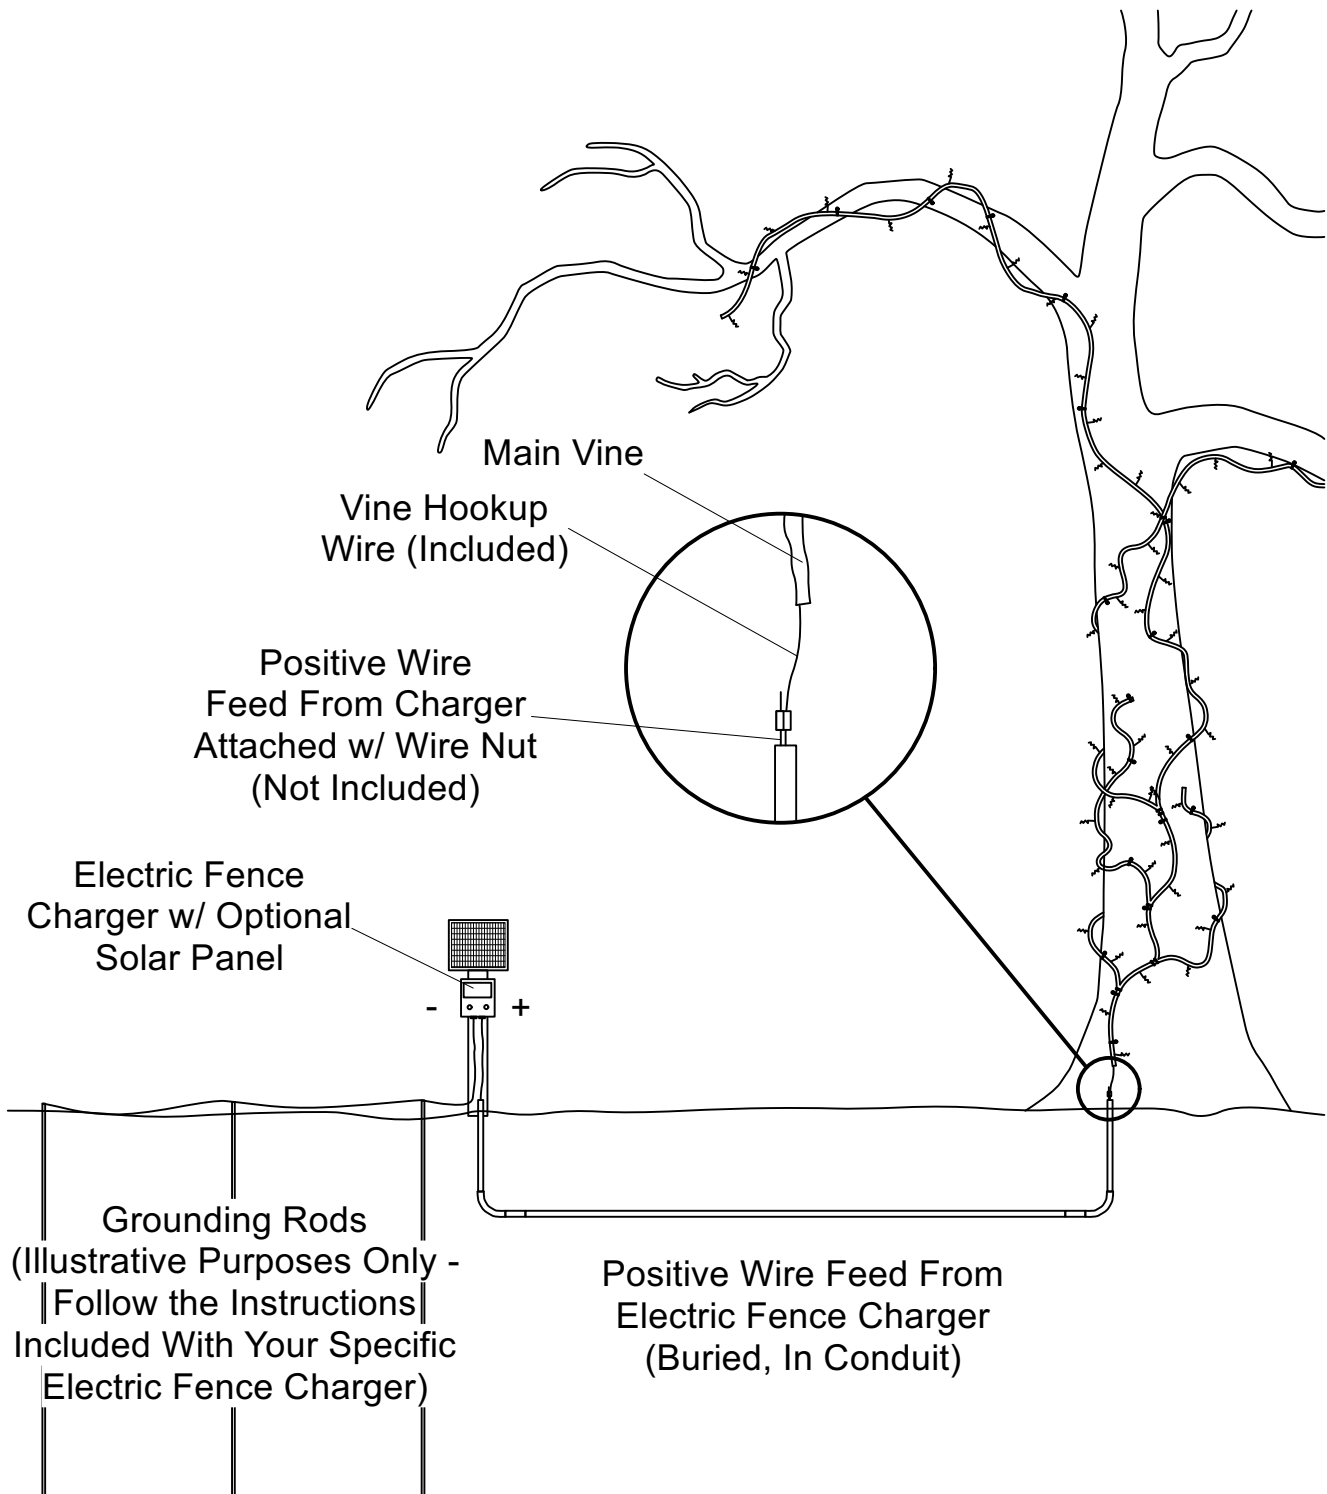 Main Vine
Vine Hookup
Wire (Included)
Positive Wire
Feed From Charger
Attached w/ Wire Nut
(Not Included)
Electric Fence
Charger w/ Optional
Solar Panel
- +
Grounding Rods
(Illustrative Purposes Only -
Follow the Instructions
Included With Your Specific
Electric Fence Charger)
Positive Wire Feed From
Electric Fence Charger
(Buried, In Conduit)